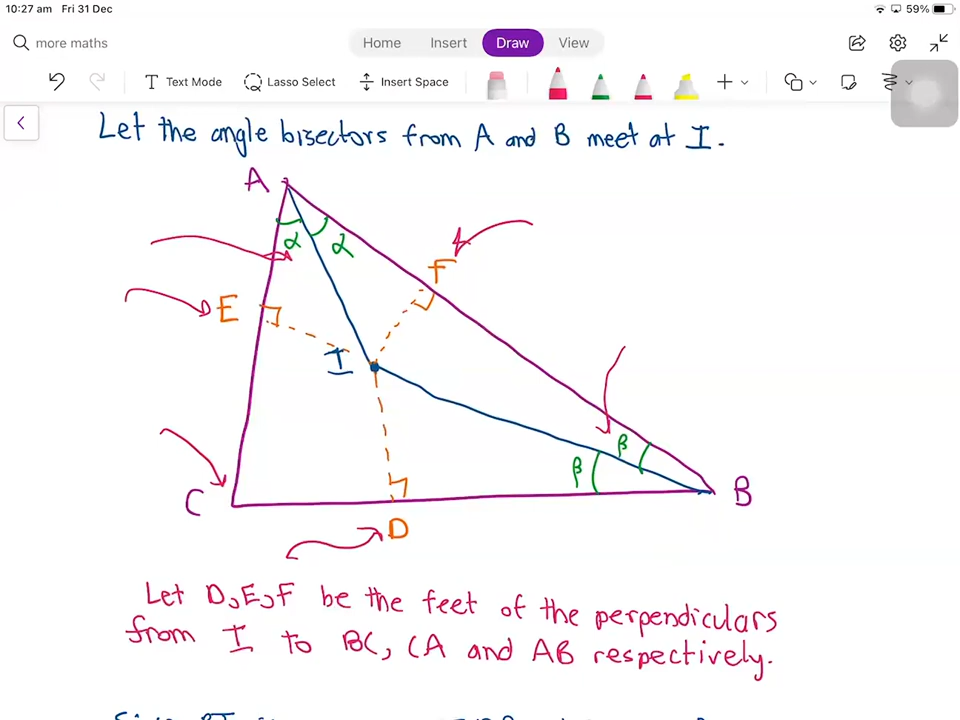 10:27 am Fri 31 Dec
59%
more maths
Home Insert Draw View
Text Mode Lasso Select Insert Space
Let the angle bisectors from A and B meet at I.
A
α α
F
E
I
β β
B
C
D
Let D, E, F be the feet of the perpendiculars
from I to BC, CA and AB respectively.